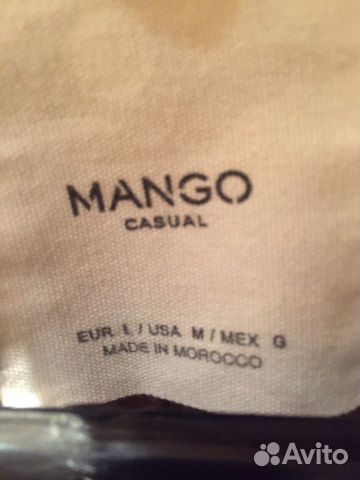 MANGO
CASUAL
EUR L / USA M / MEX G
MADE IN MOROCCO
Avito